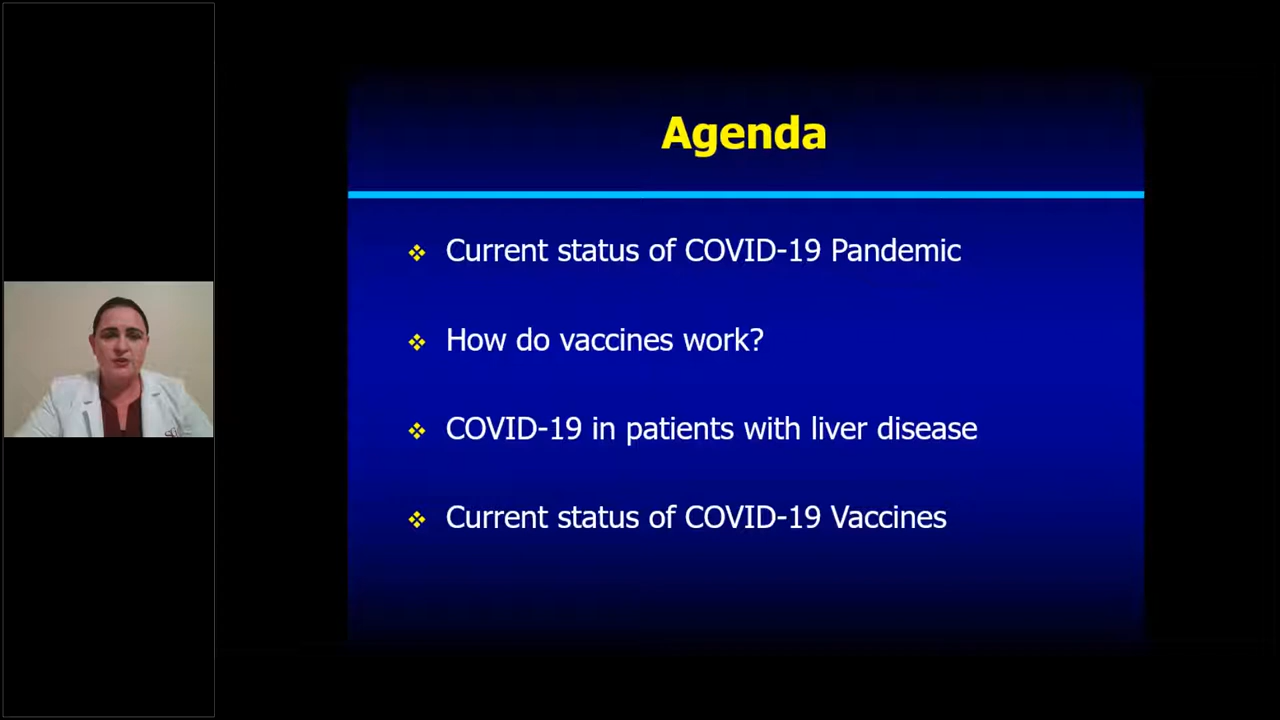 Agenda
Current status of COVID-19 Pandemic
How do vaccines work?
COVID-19 in patients with liver disease
Current status of COVID-19 Vaccines